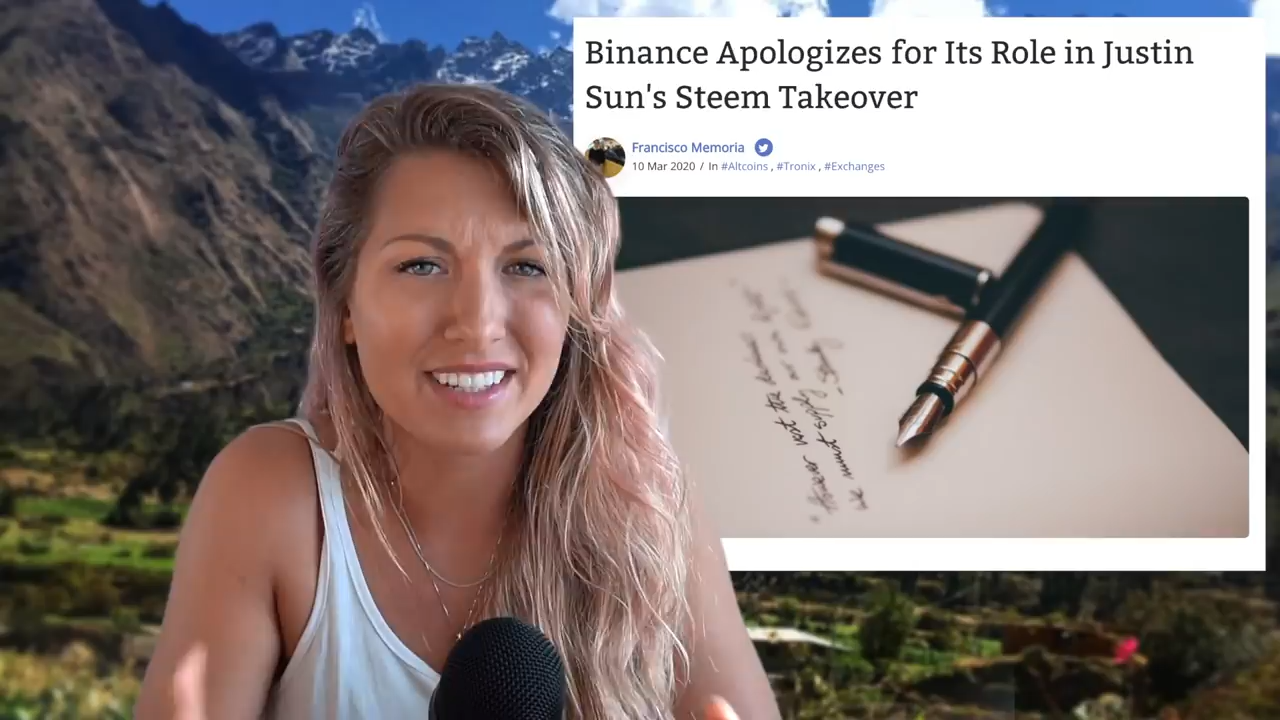 Binance Apologizes for Its Role in Justin
Sun's Steem Takeover
Francisco Memoria
10 Mar 2020 / In #Altcoins , #Tronix , #Exchanges